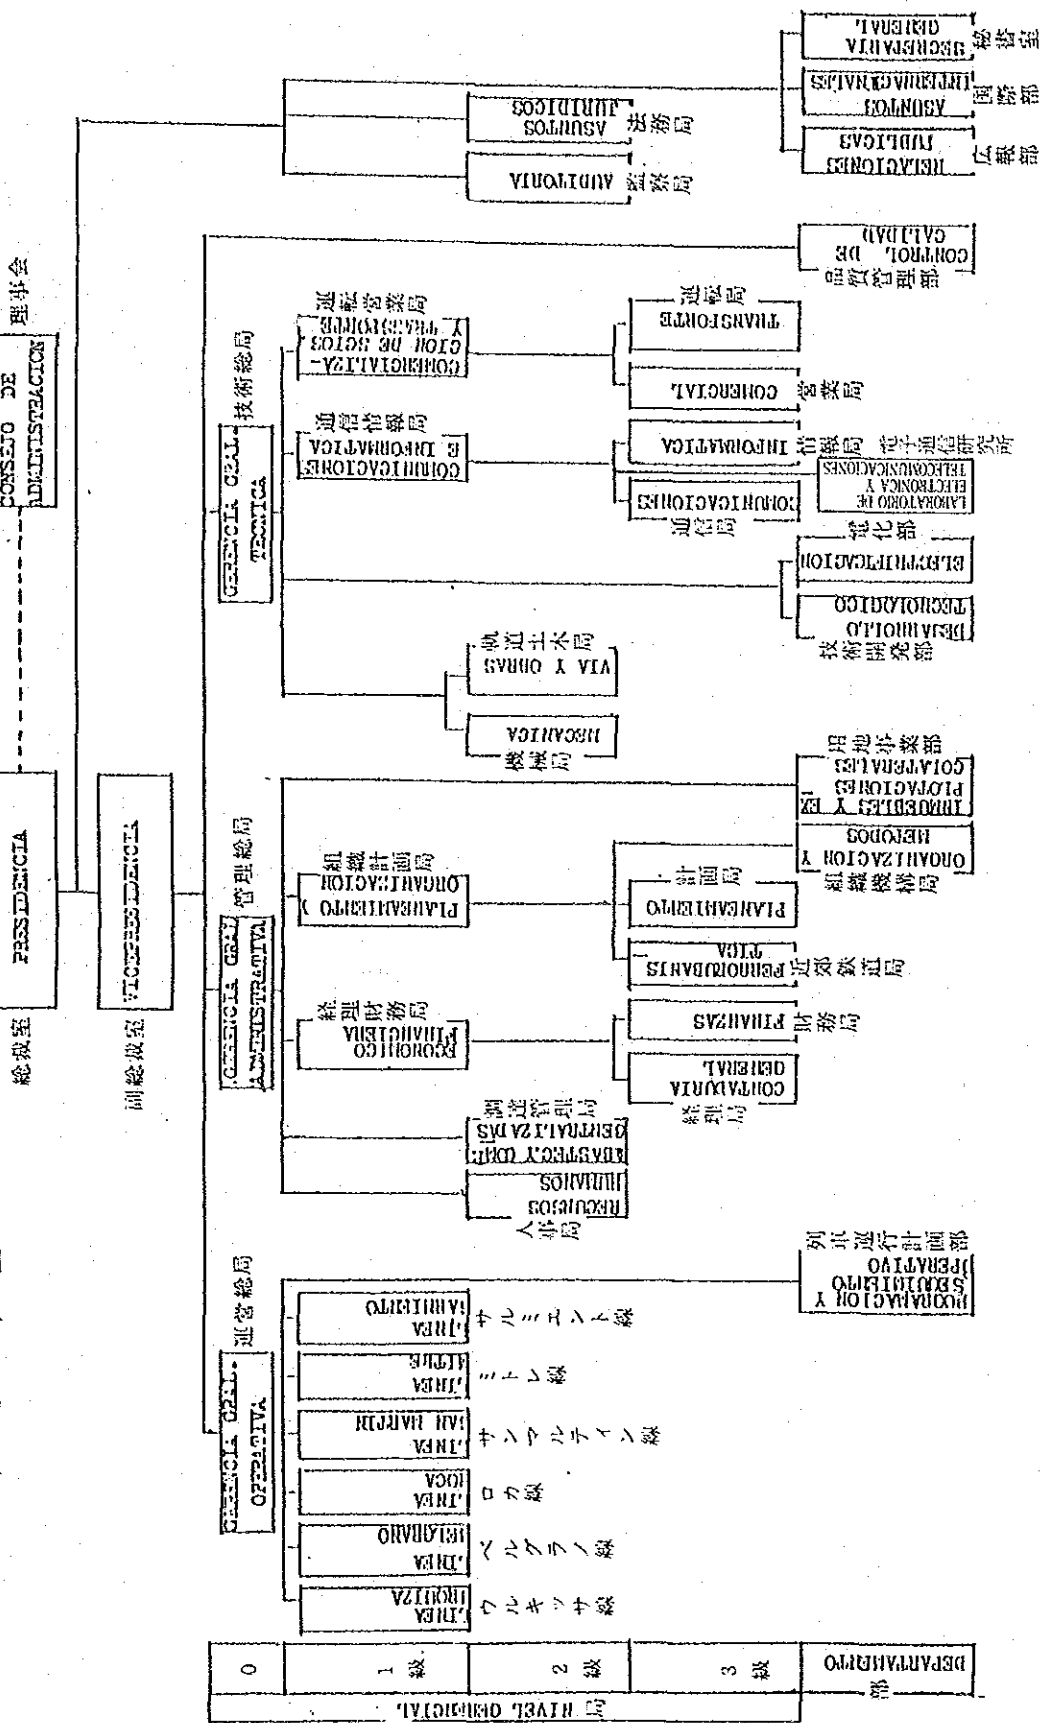 理事会
CONSEJO DE
ADMINISTRACION
総裁室
PRESIDENCIA
副総裁室
VICEPRESIDENCIA
運営総局
GERENCIA GRAL.
OPERATIVA
管理総局
GERENCIA GRAL.
ADMINISTRATIVA
技術総局
GERENCIA GRAL.
TECNICA
NIVEL GERENCIAL
局
0
1 級
2 級
3 級
DEPARTAMENTO
部
LINEA
URQUIZA
ウルキッサ線
LINEA
BELGRANO
ベルグラノ線
LINEA
ROCA
ロカ線
LINEA
SAN MARTIN
サンマルティン線
LINEA
MITRE
ミトレ線
LINEA
SARMIENTO
サルミエント線
PROGRAMACION Y
SEGUIMIENTO
OPERATIVO
列車運行計画部
RECURSOS
HUMANOS
人事局
CENTRALIZADAS
調達管理局
ECONOMICO
FINANCIERA
経理財務局
CONTADURIA
GENERAL
経理局
FINANZAS
財務局
PLANEAMIENTO Y
ORGANIZACION
組織計画局
FERROURBANIS
TICA
近郊鉄道局
PLANEAMIENTO
計画局
ORGANIZACION Y
METODOS
組織機構局
INMUEBLES Y EX
PLOTACIONES
COLATERALES
用地事業部
MECANICA
機械局
VIA Y OBRAS
軌道土木局
DESARROLLO
TECNOLOGICO
技術開発部
ELECTRIFICACION
電化部
COMUNICACIONES
E INFORMATICA
通信情報局
COMUNICACIONES
通信局
LABORATORIO DE
ELECTRONICA Y
TELECOMUNICACIONES
電子通信研究所
INFORMATICA
情報局
COMERCIALIZA-
CION DE SCIOS.
Y TRANSPORTE
運転営業局
COMERCIAL
営業局
TRANSPORTE
運転局
CONTROL DE
CALIDAD
品質管理部
AUDITORIA
監察局
ASUNTOS
JURIDICOS
法務局
RELACIONES
PUBLICAS
広報部
ASUNTOS
INTERNACIONALES
国際部
SECRETARIA
GENERAL
秘書室